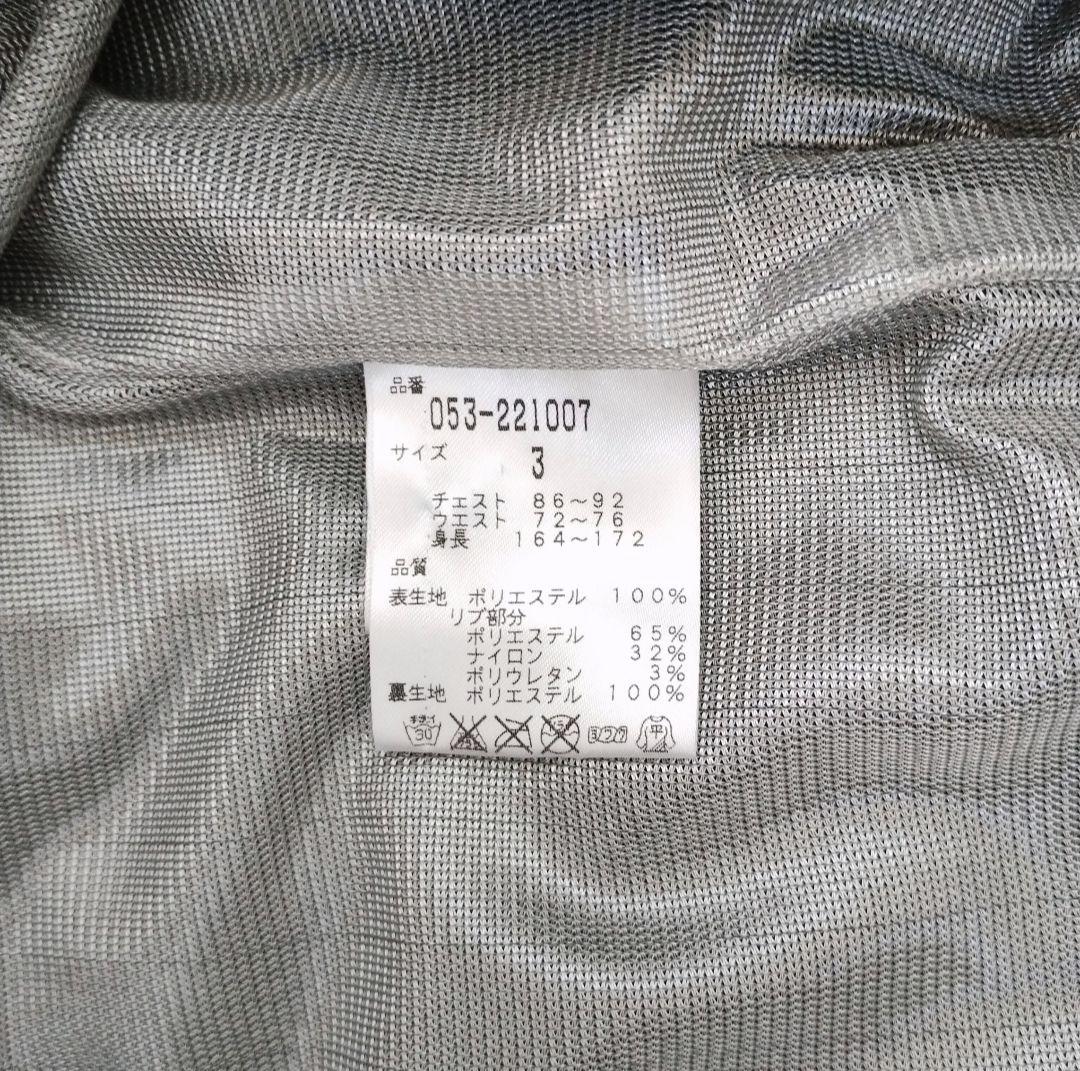 品番
053-221007
サイズ 3
チェスト 86～92
ウエスト 72～76
身長 164～172
品質
表生地 ポリエステル 100%
リブ部分
ポリエステル 65%
ナイロン 32%
ポリウレタン 3%
裏生地 ポリエステル 100%
30 平